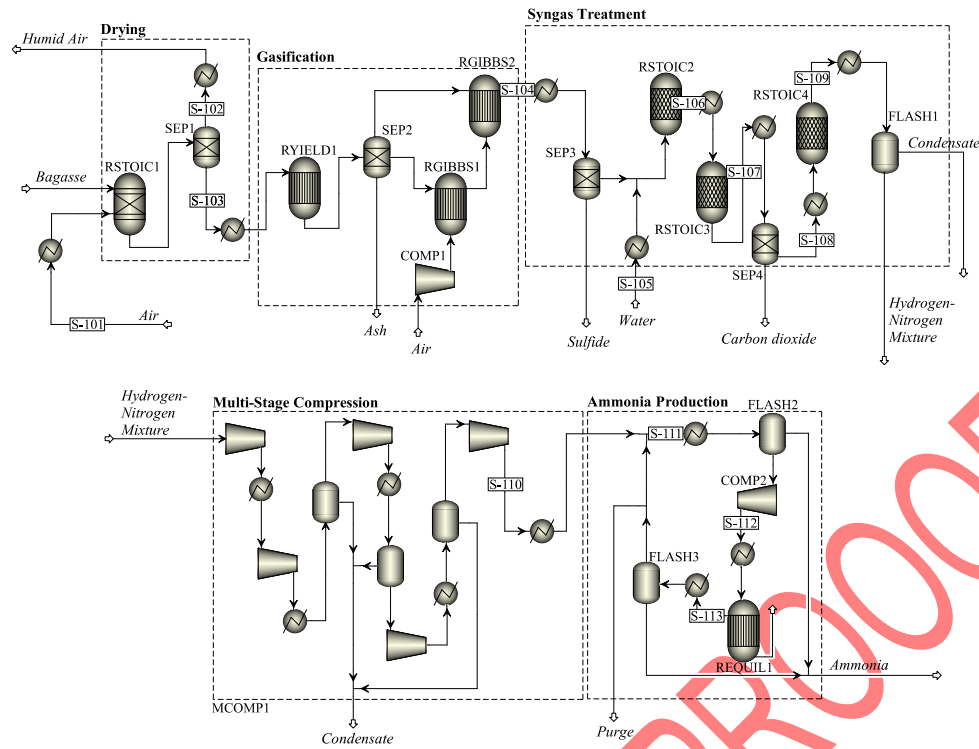 Syngas Treatment
Drying
Humid Air
Gasification
RGIBBS2
S-104
S-102
SEP1
RSTOIC2
S-106
S-109
RSTOIC4
FLASH1
Condensate
SEP2
RYIELD1
RGIBBS1
SEP3
Bagasse
RSTOIC1
S-103
S-107
RSTOIC3
S-108
COMP1
SEP4
S-105
S-101
Air
Ash
Air
Sulfide
Water
Carbon dioxide
Hydrogen-
Nitrogen
Mixture
Hydrogen-
Nitrogen
Mixture
Multi-Stage Compression
Ammonia Production
FLASH2
S-111
S-110
COMP2
S-112
FLASH3
S-113
REQUIL1
Ammonia
MCOMP1
Condensate
Purge
PROOF